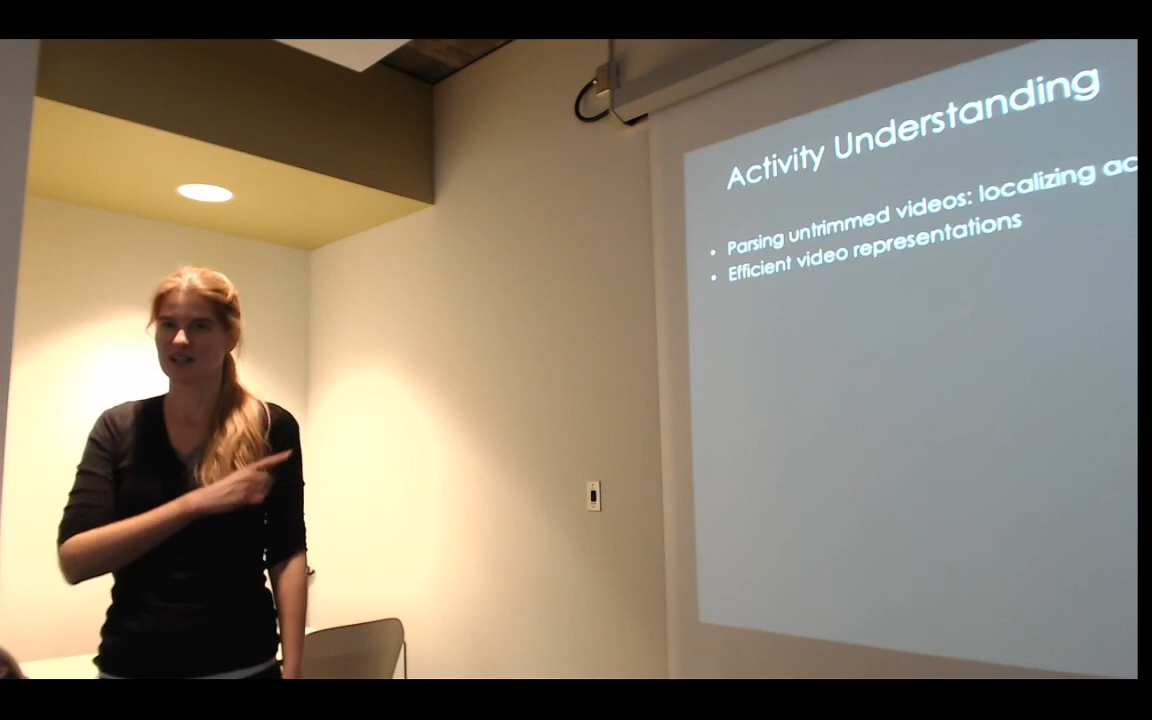 Activity Understanding
• Parsing untrimmed videos: localizing ac
• Efficient video representations